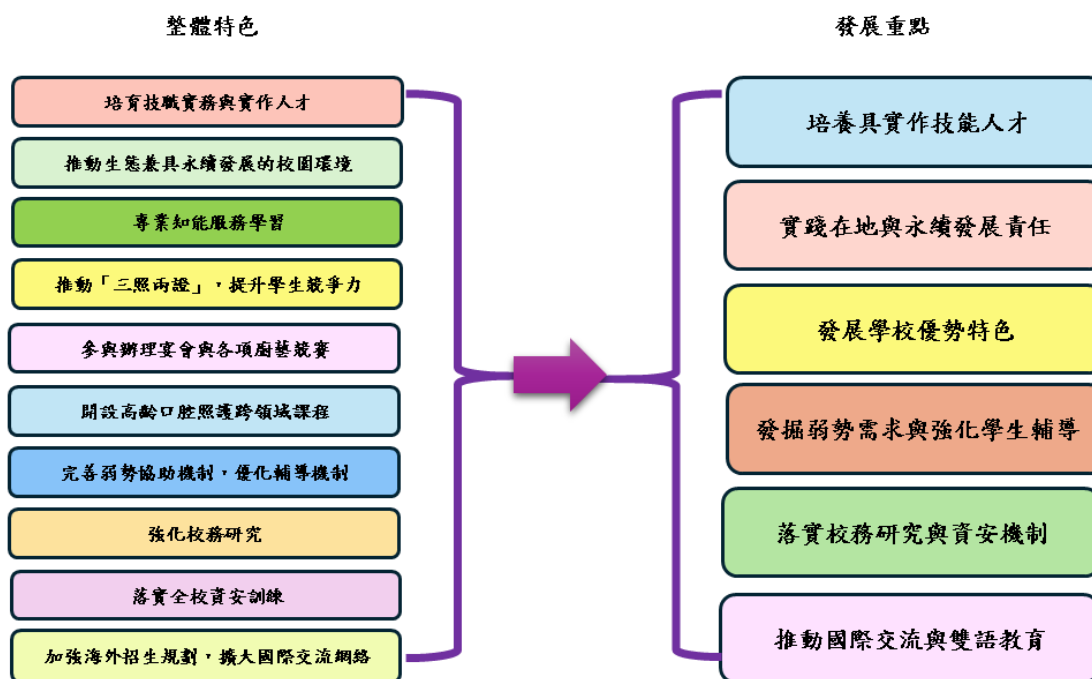 整體特色
培育技職實務與實作人才
推動生態兼具永續發展的校園環境
專業知能服務學習
推動「三照兩證」，提升學生競爭力
參與辦理宴會與各項廚藝競賽
開設高齡口腔照護跨領域課程
完善弱勢協助機制，優化輔導機制
強化校務研究
落實全校資安訓練
加強海外招生規劃，擴大國際交流網絡
發展重點
培養具實作技能人才
實踐在地與永續發展責任
發展學校優勢特色
發掘弱勢需求與強化學生輔導
落實校務研究與資安機制
推動國際交流與雙語教育